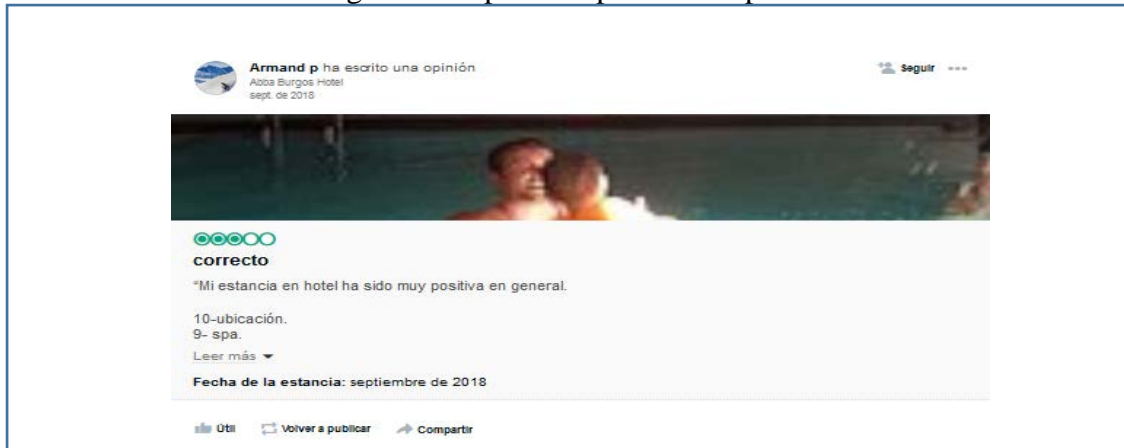 Armand p ha escrito una opinión
Abba Burgos Hotel
sept. de 2018
Seguir
correcto
"Mi estancia en hotel ha sido muy positiva en general.
10-ubicación.
9- spa.
Leer más
Fecha de la estancia: septiembre de 2018
Útil Volver a publicar Compartir